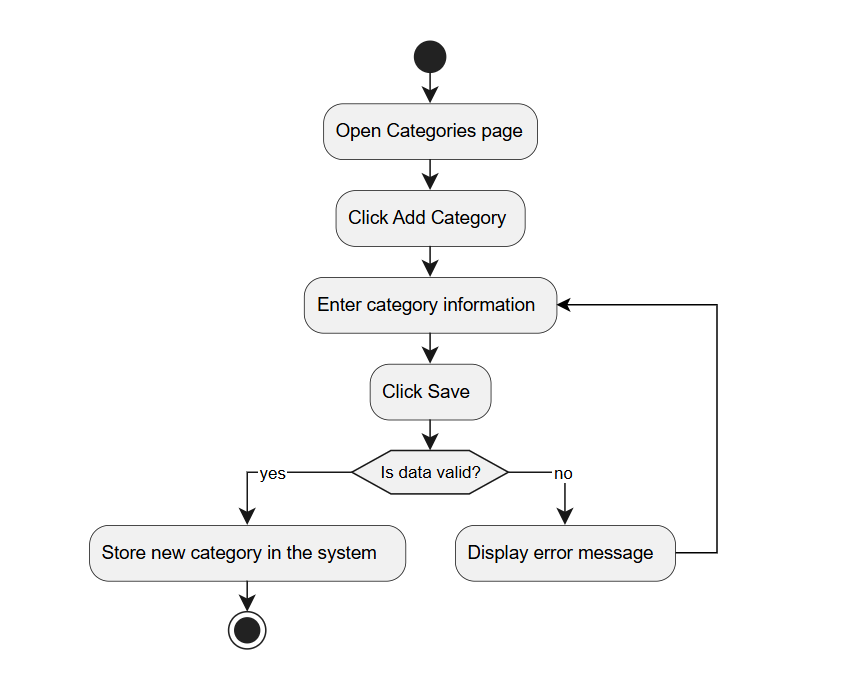 Open Categories page
Click Add Category
Enter category information
Click Save
Is data valid?
yes
no
Store new category in the system
Display error message